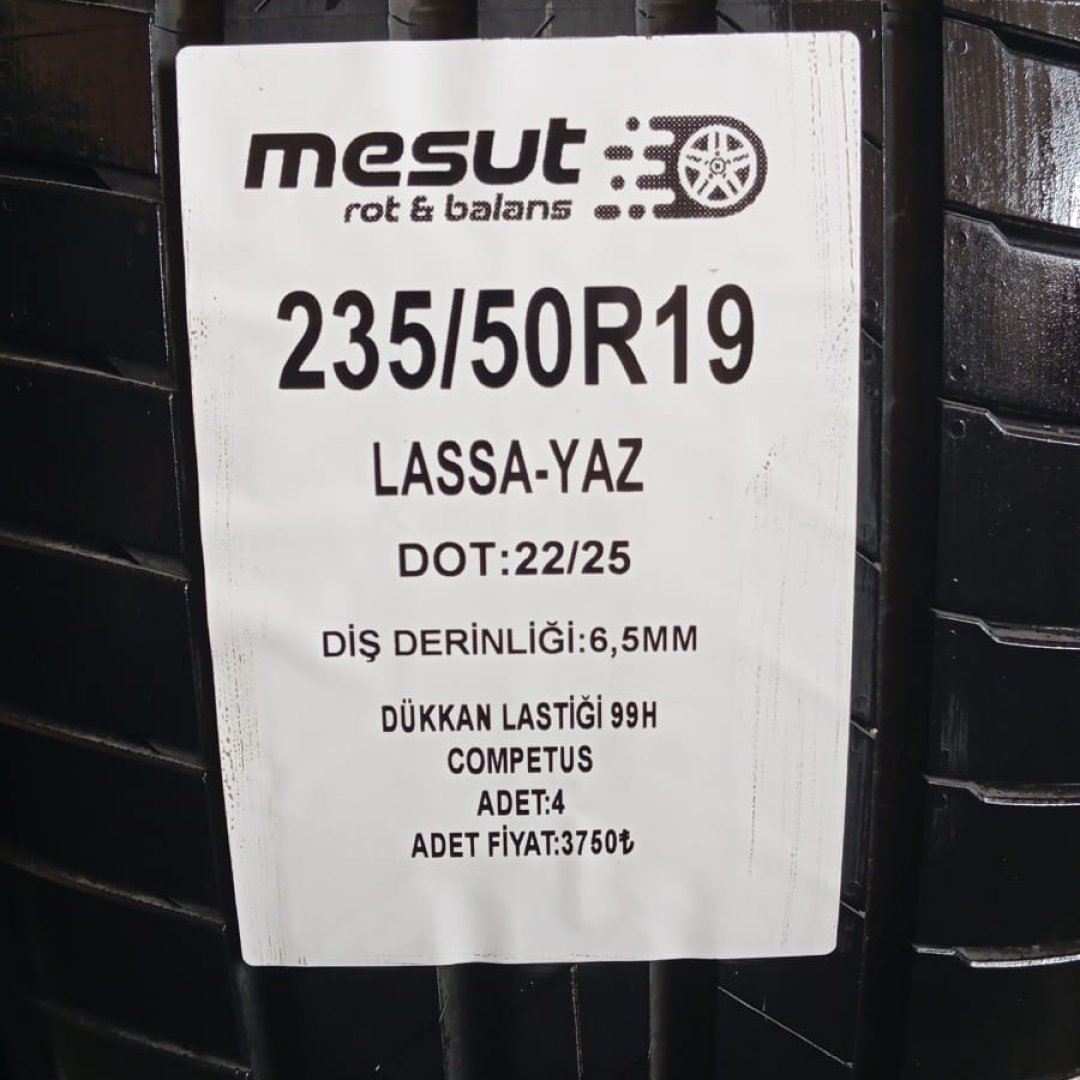 mesut
rot & balans
235/50R19
LASSA-YAZ
DOT:22/25
DİŞ DERİNLİĞİ:6,5MM
DÜKKAN LASTİĞİ 99H
COMPETUS
ADET:4
ADET FİYAT:3750₺